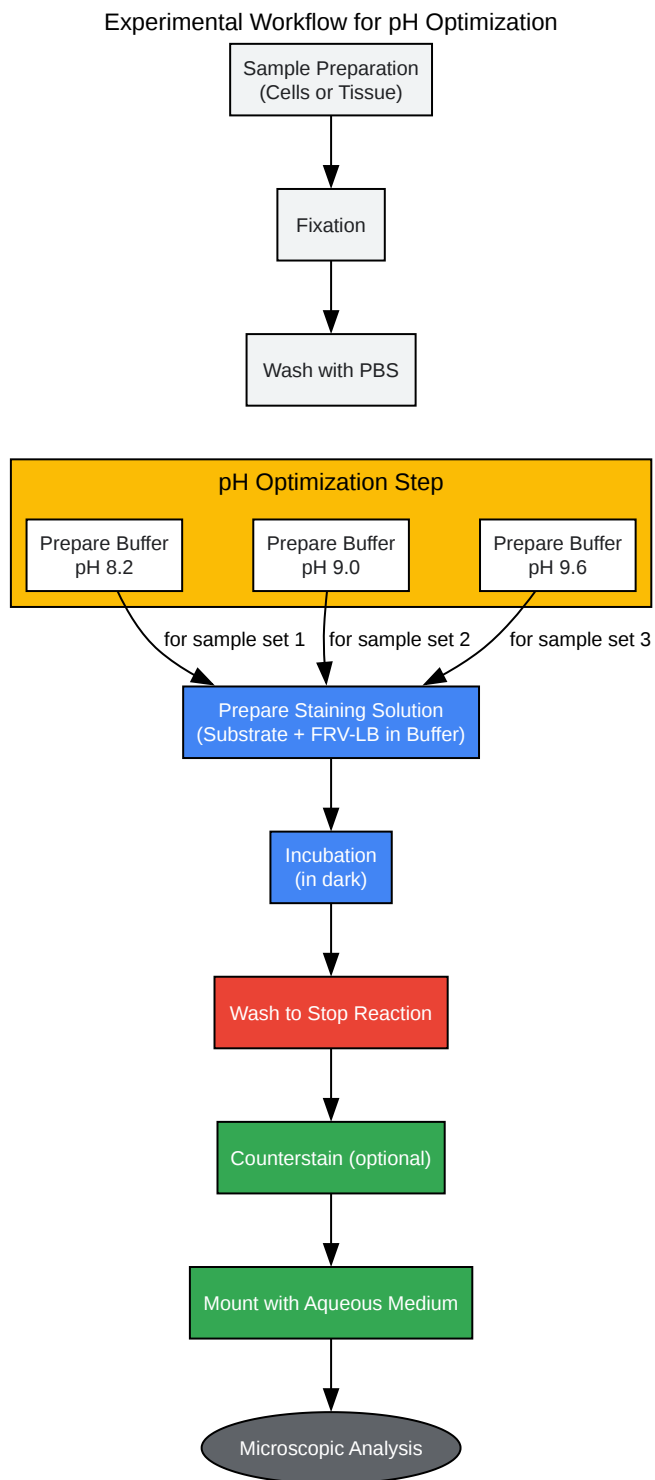 Experimental Workflow for pH Optimization
Sample Preparation
(Cells or Tissue)
Fixation
Wash with PBS
pH Optimization Step
Prepare Buffer
pH 8.2
Prepare Buffer
pH 9.0
Prepare Buffer
pH 9.6
for sample set 1
for sample set 2
for sample set 3
Prepare Staining Solution
(Substrate + FRV-LB in Buffer)
Incubation
(in dark)
Wash to Stop Reaction
Counterstain (optional)
Mount with Aqueous Medium
Microscopic Analysis